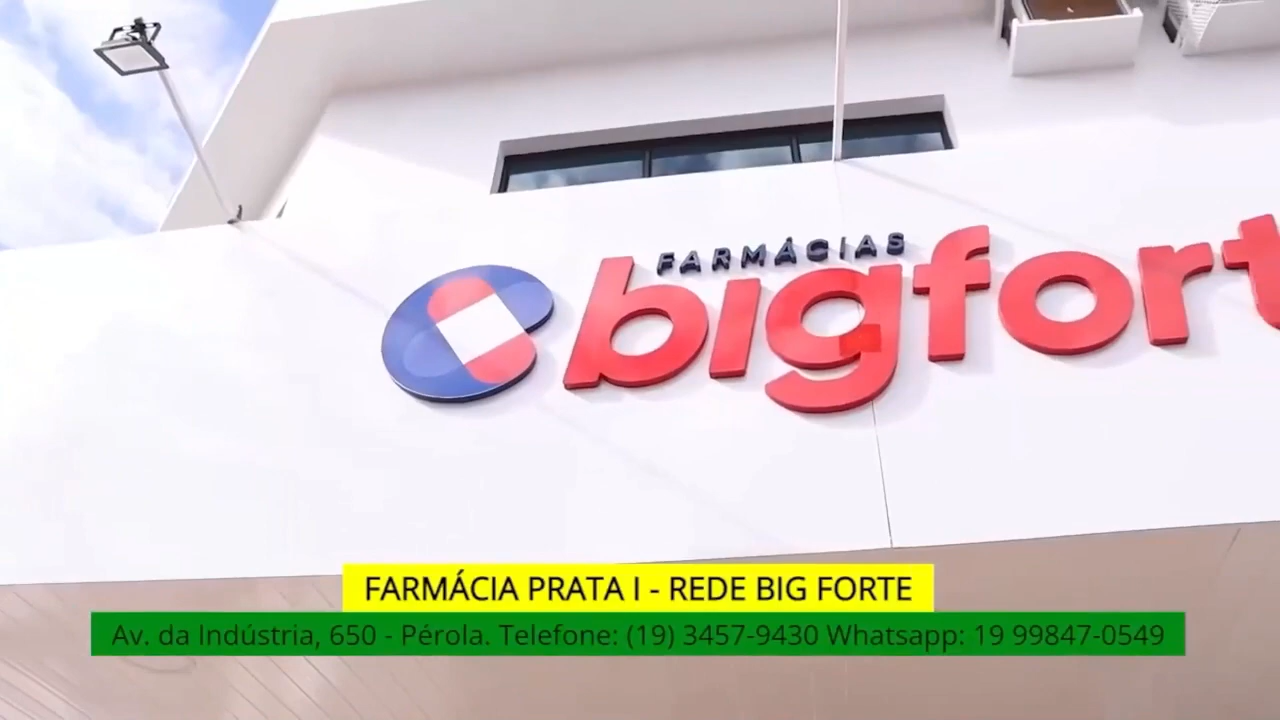 FARMÁCIAS
bigfort
FARMÁCIA PRATA I - REDE BIG FORTE
Av. da Indústria, 650 - Pérola. Telefone: (19) 3457-9430 Whatsapp: 19 99847-0549